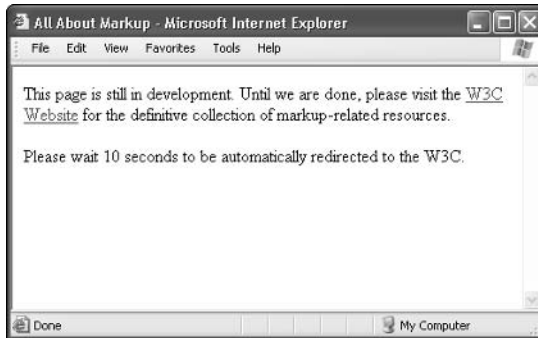 All About Markup - Microsoft Internet Explorer
File Edit View Favorites Tools Help
This page is still in development. Until we are done, please visit the W3C
Website for the definitive collection of markup-related resources.
Please wait 10 seconds to be automatically redirected to the W3C.
Done My Computer